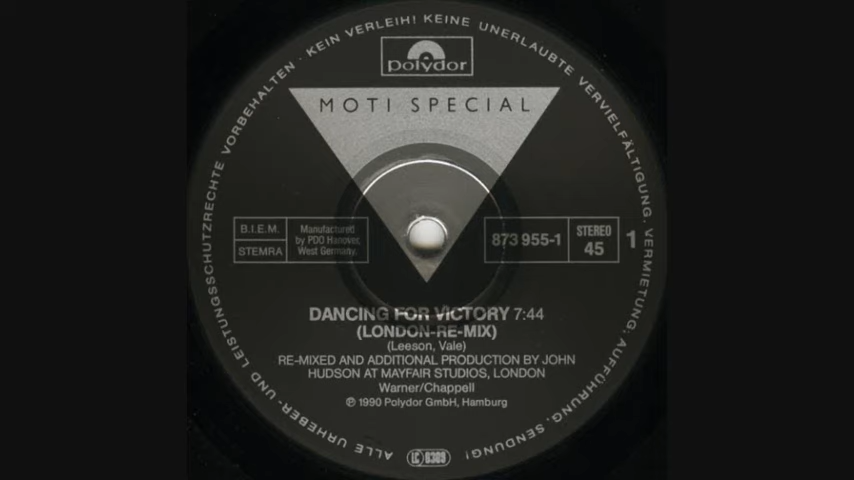 ALLE URHEBER- UND LEISTUNGSSCHUTZRECHTE VORBEHALTEN · KEIN VERLEIH! KEINE UNERLAUBTE VERVIELFÄLTIGUNG, VERMIETUNG, AUFFÜHRUNG, SENDUNG!
polydor
MOTI SPECIAL
B.I.E.M.
STEMRA
Manufactured
by PDO Hanover,
West Germany.
873 955-1
STEREO
45
1
DANCING FOR VICTORY 7:44
(LONDON-RE-MIX)
(Leeson, Vale)
RE-MIXED AND ADDITIONAL PRODUCTION BY JOHN
HUDSON AT MAYFAIR STUDIOS, LONDON
Warner/Chappell
℗ 1990 Polydor GmbH, Hamburg
LC 0309